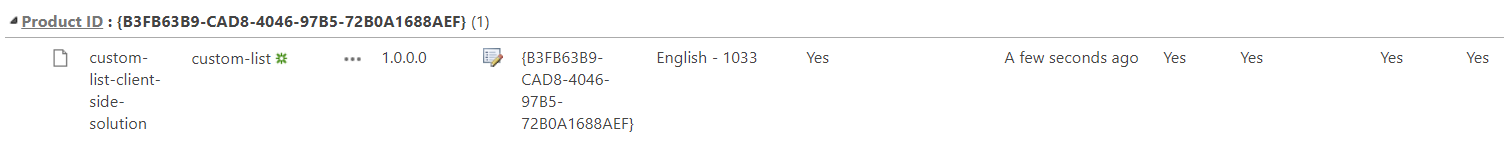 Product ID : {B3FB63B9-CAD8-4046-97B5-72B0A1688AEF} (1)
custom-list-client-side-solution custom-list ••• 1.0.0.0 {B3FB63B9-CAD8-4046-97B5-72B0A1688AEF} English - 1033 Yes A few seconds ago Yes Yes Yes Yes